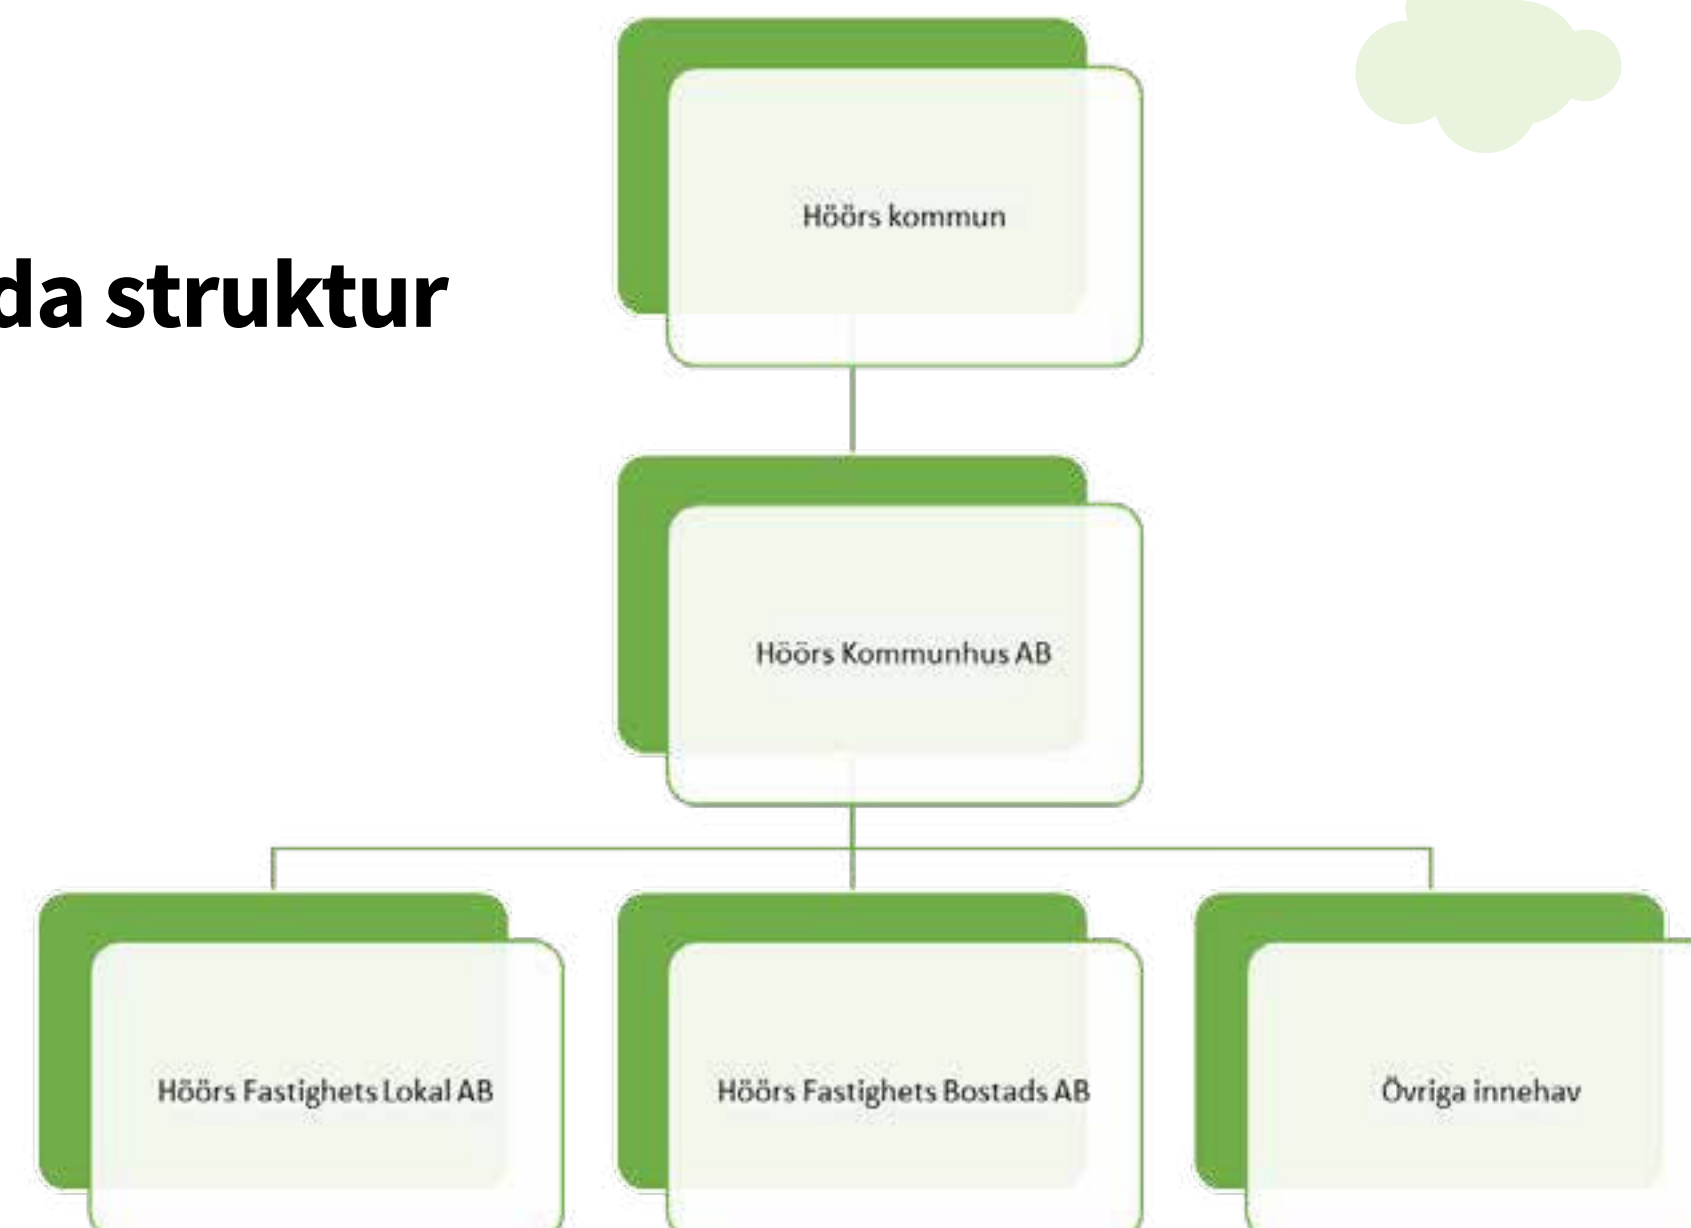 Höörs kommun
da struktur
Höörs Kommunhus AB
Höörs Fastighets Lokal AB
Höörs Fastighets Bostads AB
Övriga innehav